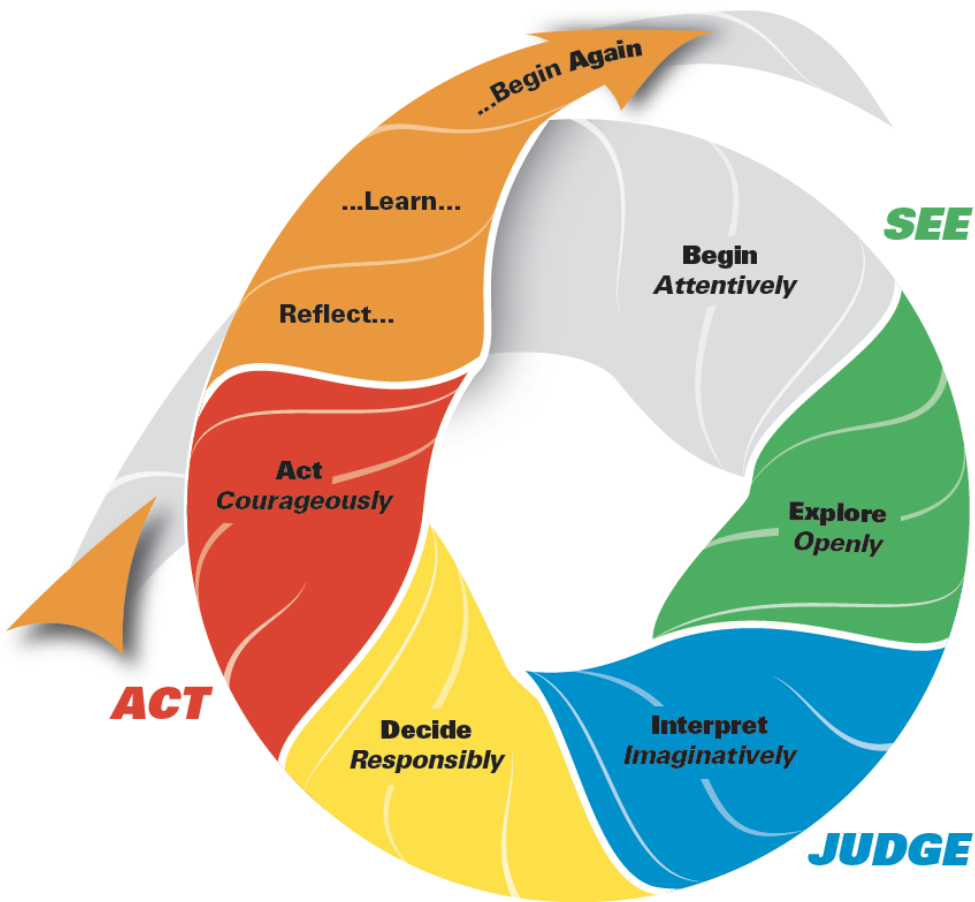 ...Begin Again
...Learn...
Reflect...
SEE
Begin
Attentively
Explore
Openly
JUDGE
Interpret
Imaginatively
Decide
Responsibly
ACT
Act
Courageously